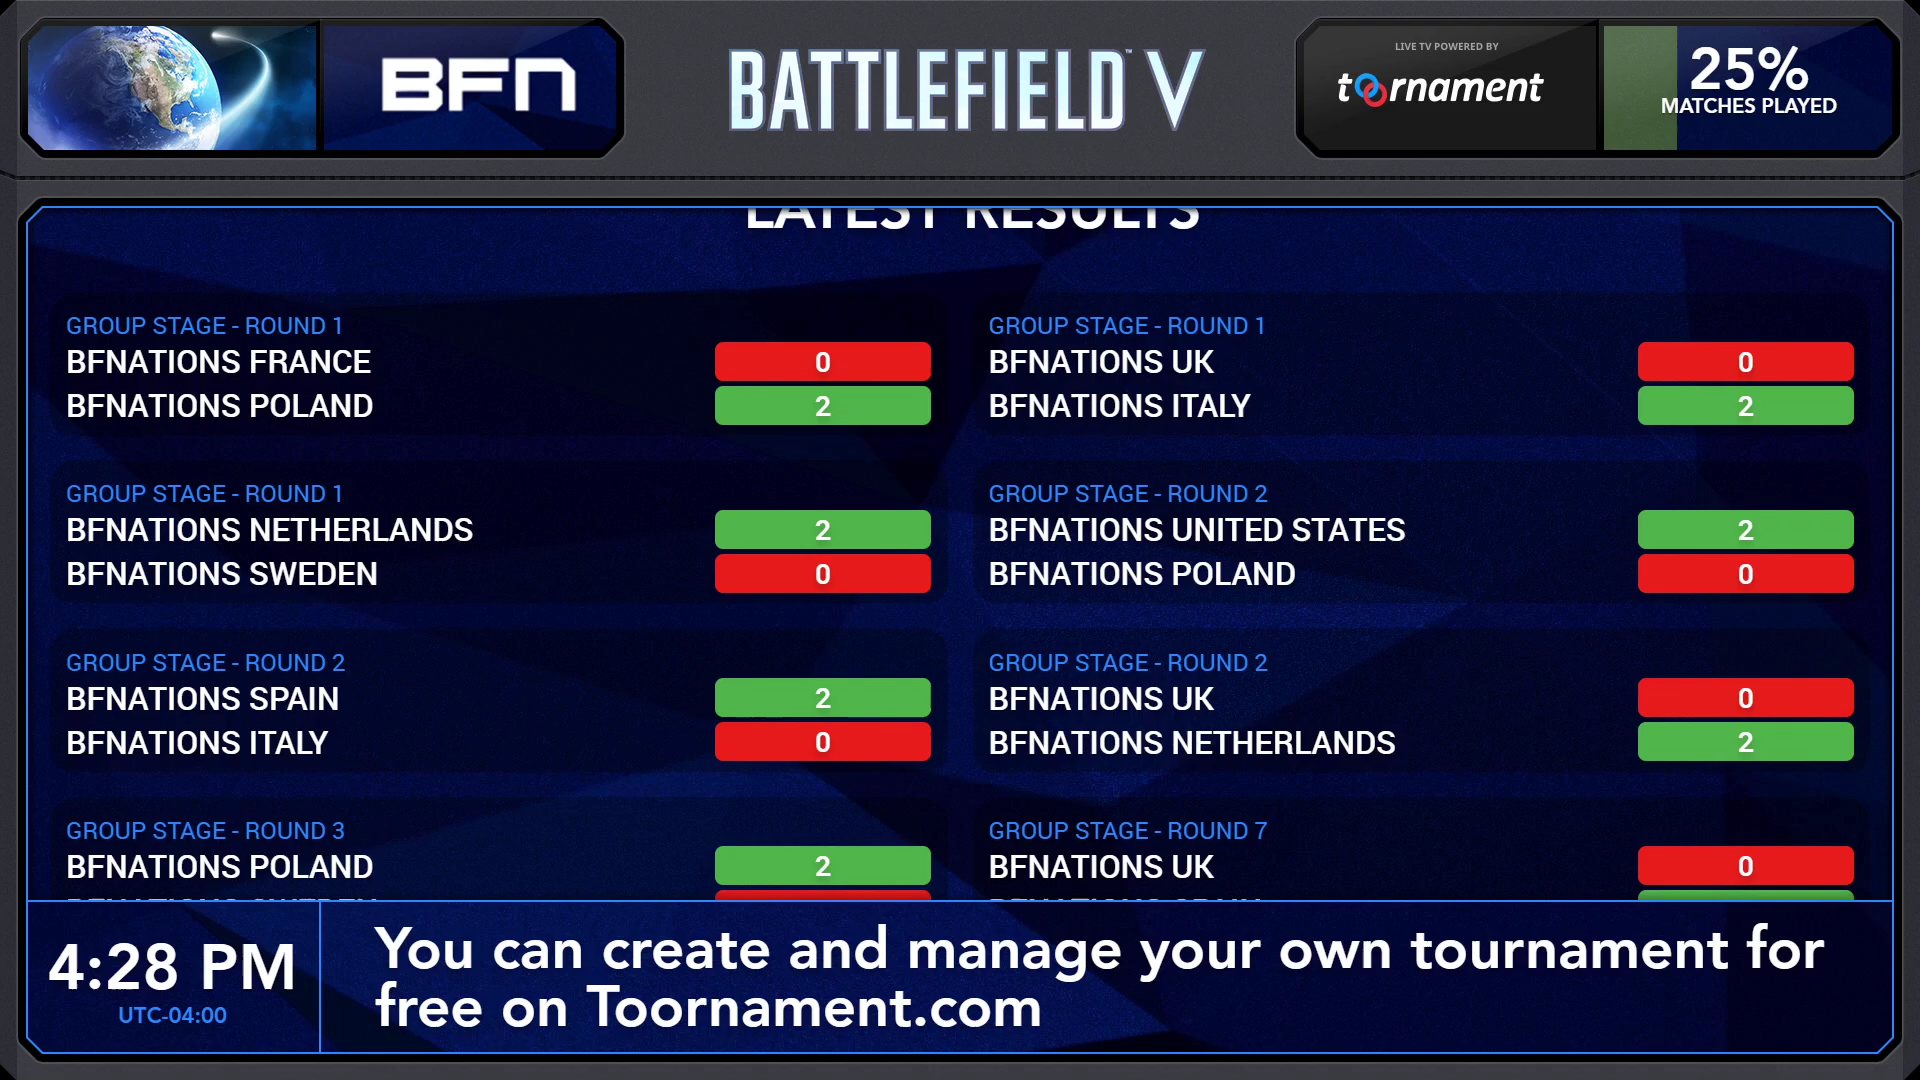 BFN
BATTLEFIELD™ V
LIVE TV POWERED BY
toornament
25%
MATCHES PLAYED
LATEST RESULTS
GROUP STAGE - ROUND 1
BFNATIONS FRANCE 0
BFNATIONS POLAND 2
GROUP STAGE - ROUND 1
BFNATIONS UK 0
BFNATIONS ITALY 2
GROUP STAGE - ROUND 1
BFNATIONS NETHERLANDS 2
BFNATIONS SWEDEN 0
GROUP STAGE - ROUND 2
BFNATIONS UNITED STATES 2
BFNATIONS POLAND 0
GROUP STAGE - ROUND 2
BFNATIONS SPAIN 2
BFNATIONS ITALY 0
GROUP STAGE - ROUND 2
BFNATIONS UK 0
BFNATIONS NETHERLANDS 2
GROUP STAGE - ROUND 3
BFNATIONS POLAND 2
GROUP STAGE - ROUND 7
BFNATIONS UK 0
4:28 PM
UTC-04:00
You can create and manage your own tournament for
free on Toornament.com